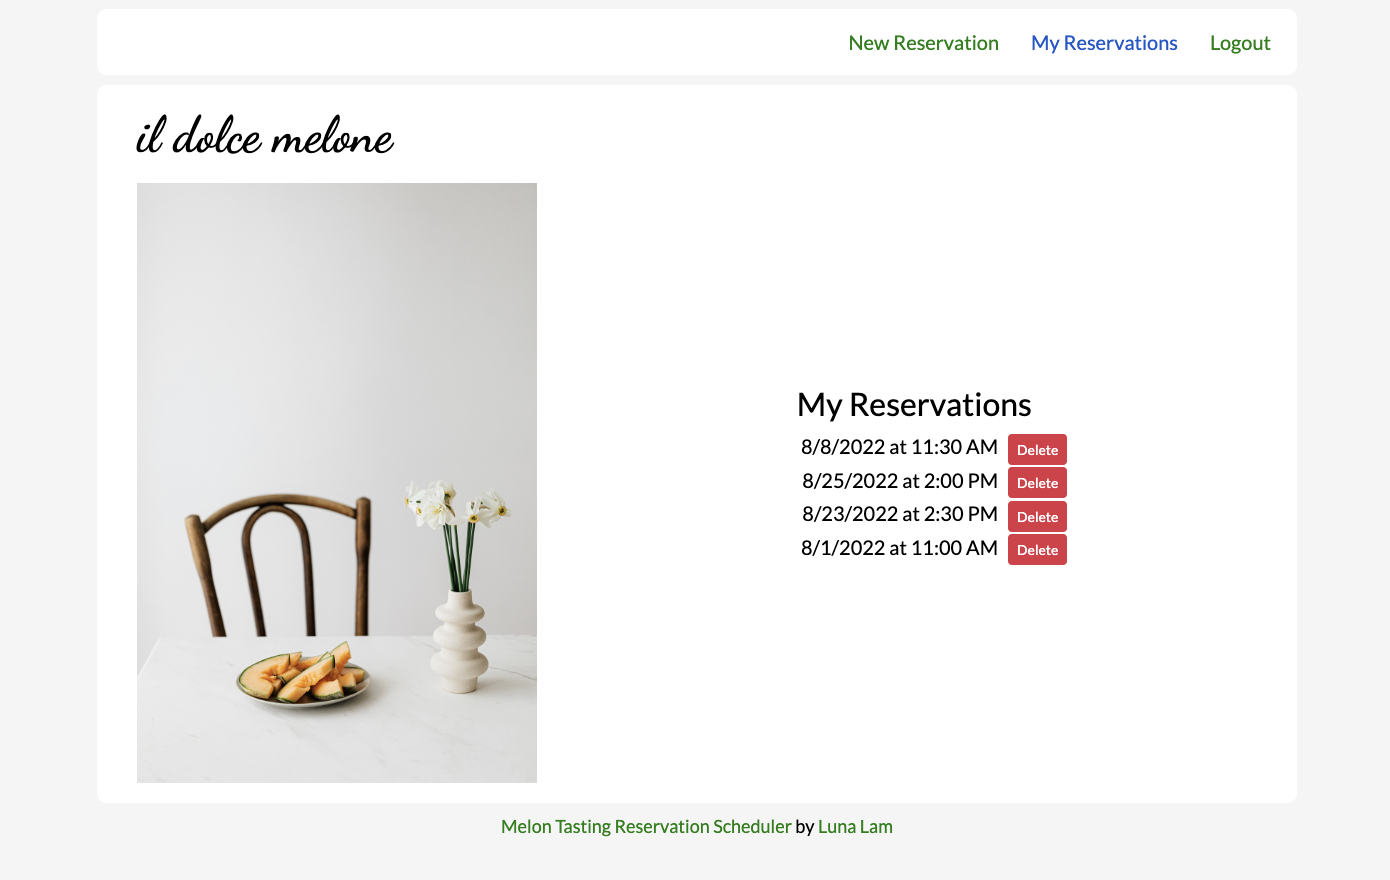 New Reservation My Reservations Logout
il dolce melone
My Reservations
8/8/2022 at 11:30 AM Delete
8/25/2022 at 2:00 PM Delete
8/23/2022 at 2:30 PM Delete
8/1/2022 at 11:00 AM Delete
Melon Tasting Reservation Scheduler by Luna Lam